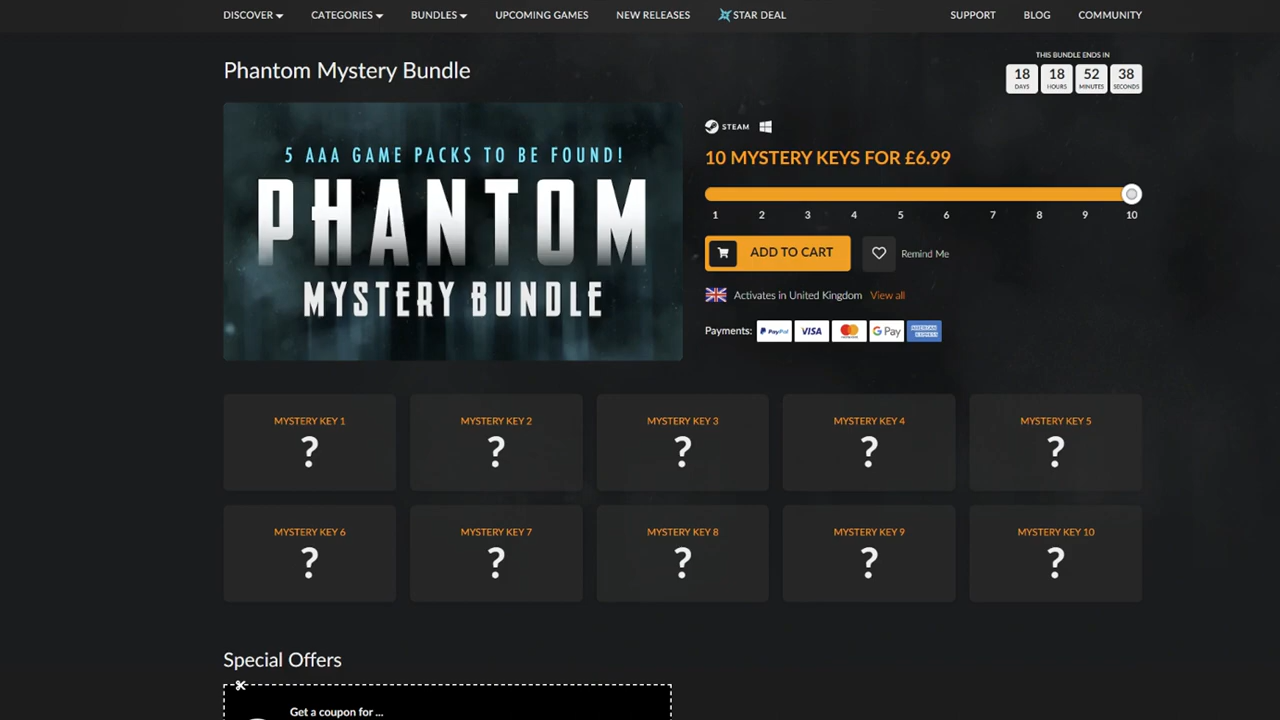 DISCOVER CATEGORIES BUNDLES UPCOMING GAMES NEW RELEASES STAR DEAL SUPPORT BLOG COMMUNITY
Phantom Mystery Bundle
THIS BUNDLE ENDS IN
18 18 52 38
DAYS HOURS MINUTES SECONDS
5 AAA GAME PACKS TO BE FOUND!
PHANTOM
MYSTERY BUNDLE
STEAM
10 MYSTERY KEYS FOR £6.99
1 2 3 4 5 6 7 8 9 10
ADD TO CART Remind Me
Activates in United Kingdom View all
Payments: PayPal VISA mastercard G Pay AMERICAN EXPRESS
MYSTERY KEY 1 MYSTERY KEY 2 MYSTERY KEY 3 MYSTERY KEY 4 MYSTERY KEY 5
? ? ? ? ?
MYSTERY KEY 6 MYSTERY KEY 7 MYSTERY KEY 8 MYSTERY KEY 9 MYSTERY KEY 10
? ? ? ? ?
Special Offers
Get a coupon for ...